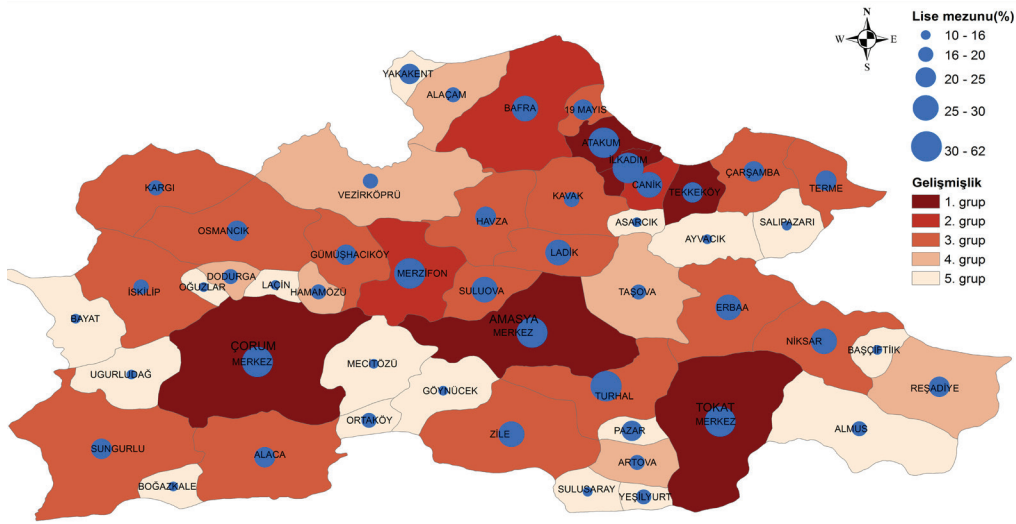 N
W
E
S
Lise mezunu(%)
10 - 16
16 - 20
20 - 25
25 - 30
30 - 62
Gelişmişlik
1. grup
2. grup
3. grup
4. grup
5. grup
YAKAKENT
ALAÇAM
BAFRA
19 MAYIS
ATAKUM
İLKADIM
CANİK
TEKKEKÖY
ÇARŞAMBA
TERME
KARGI
VEZİRKÖPRÜ
KAVAK
HAVZA
ASARCIK
SALIPAZARI
AYVACIK
OSMANCIK
GÜMÜŞHACIKÖY
LADİK
MERZİFON
DODURGA
OĞUZLAR
LAÇİN
HAMAMÖZÜ
SULUOVA
TAŞOVA
İSKİLİP
ERBAA
BAYAT
AMASYA
MERKEZ
NİKSAR
BAŞÇİFTİİK
ÇORUM
MERKEZ
MECİTÖZÜ
UGURLUDAĞ
GÖYNÜCEK
TURHAL
REŞADİYE
TOKAT
MERKEZ
ORTAKÖY
PAZAR
ALMUS
ZİLE
SUNGURLU
ALACA
ARTOVA
BOĞAZKALE
SULUSARAY
YEŞİLYURT